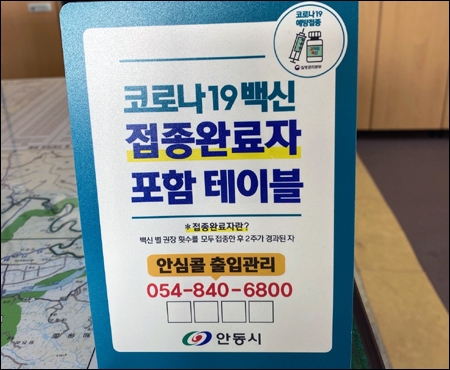 코로나19
예방접종
코로나19 백신
접종완료자
포함 테이블
*접종완료자란?
백신 별 권장 횟수를 모두 접종한 후 2주가 경과된 자
안심콜 출입관리
054-840-6800
안동시